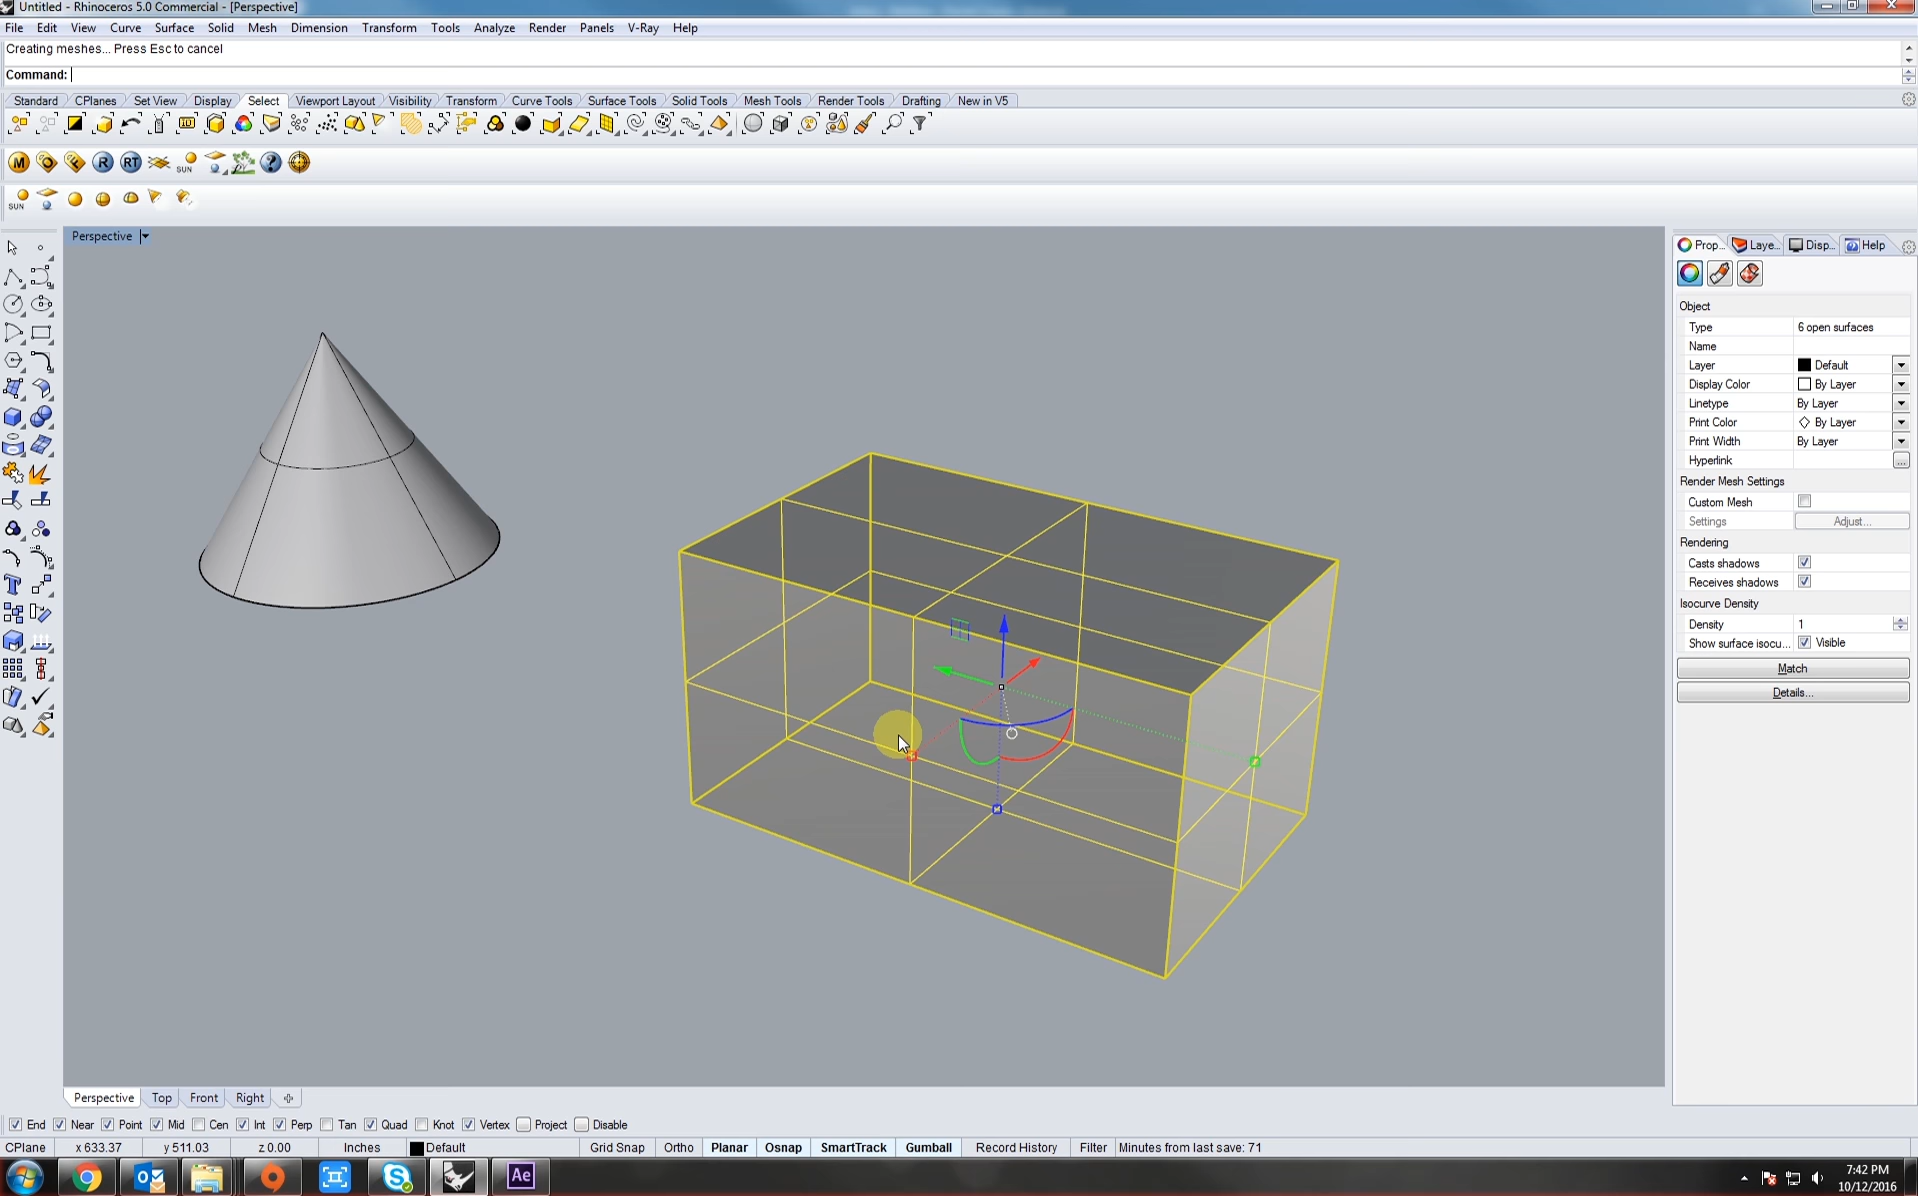 Untitled - Rhinoceros 5.0 Commercial - [Perspective]
File Edit View Curve Surface Solid Mesh Dimension Transform Tools Analyze Render Panels V-Ray Help
Creating meshes... Press Esc to cancel
Command:
Standard CPlanes Set View Display Select Viewport Layout Visibility Transform Curve Tools Surface Tools Solid Tools Mesh Tools Render Tools Drafting New in V5
M R RT SUN ?
SUN
Perspective
Prop... Laye... Disp... Help
Object
Type 6 open surfaces
Name
Layer Default
Display Color By Layer
Linetype By Layer
Print Color By Layer
Print Width By Layer
Hyperlink ...
Render Mesh Settings
Custom Mesh
Settings Adjust...
Rendering
Casts shadows
Receives shadows
Isocurve Density
Density 1
Show surface isocu... Visible
Match
Details...
Perspective Top Front Right
End Near Point Mid Cen Int Perp Tan Quad Knot Vertex Project Disable
CPlane x 633.37 y 511.03 z 0.00 Inches Default Grid Snap Ortho Planar Osnap SmartTrack Gumball Record History Filter Minutes from last save: 71
Ae
7:42 PM
10/12/2016